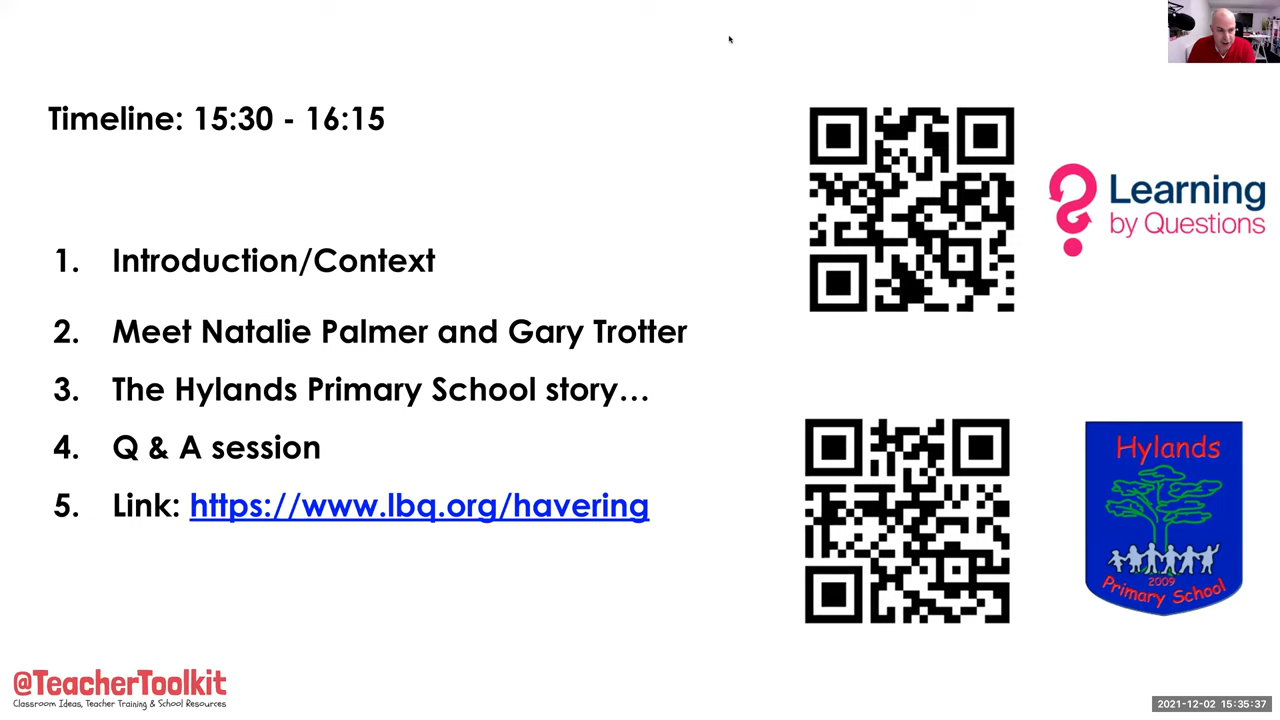 Timeline: 15:30 - 16:15
1. Introduction/Context
2. Meet Natalie Palmer and Gary Trotter
3. The Hylands Primary School story…
4. Q & A session
5. Link: https://www.lbq.org/havering
Learning
by Questions
Hylands
2009
Primary School
@TeacherToolkit
Classroom Ideas, Teacher Training & School Resources
2021-12-02 15:35:37